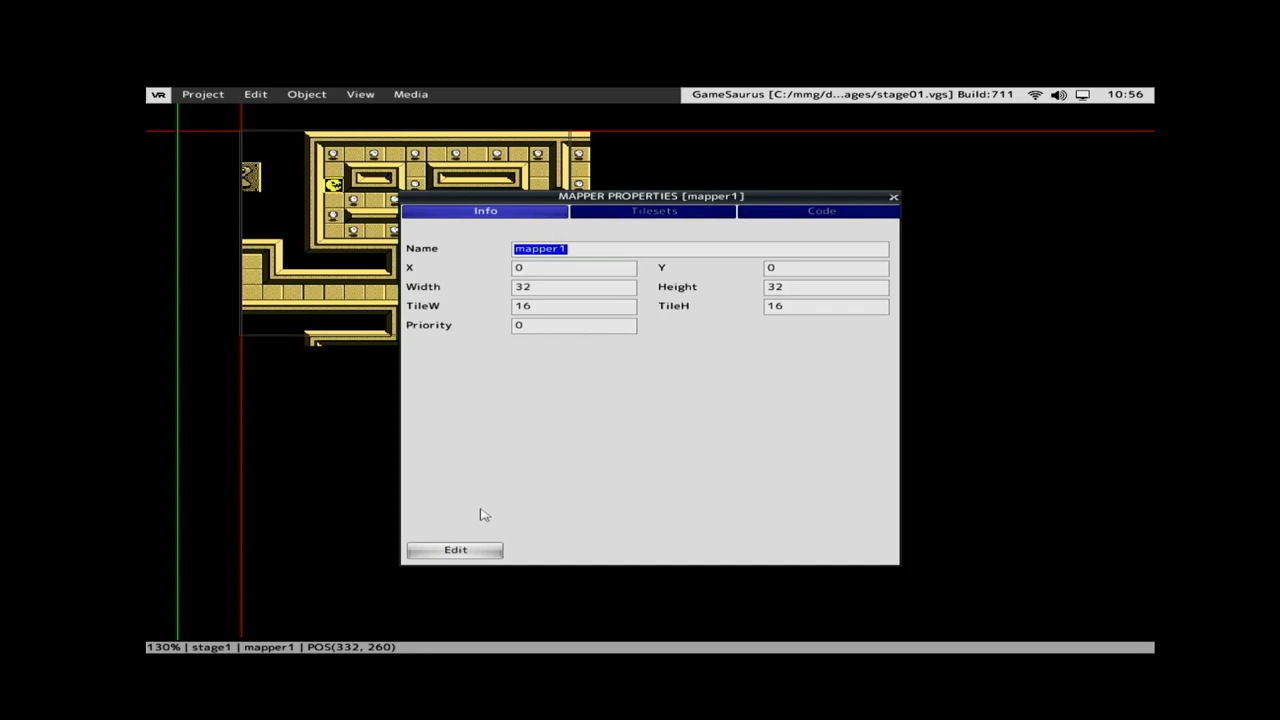 VR Project Edit Object View Media GameSaurus [C:/mmg/d...ages/stage01.vgs] Build:711 10:56
MAPPER PROPERTIES [mapper1]
Info Tilesets Code
Name mapper1
X 0 Y 0
Width 32 Height 32
TileW 16 TileH 16
Priority 0
Edit
130% | stage1 | mapper1 | POS(332, 260)